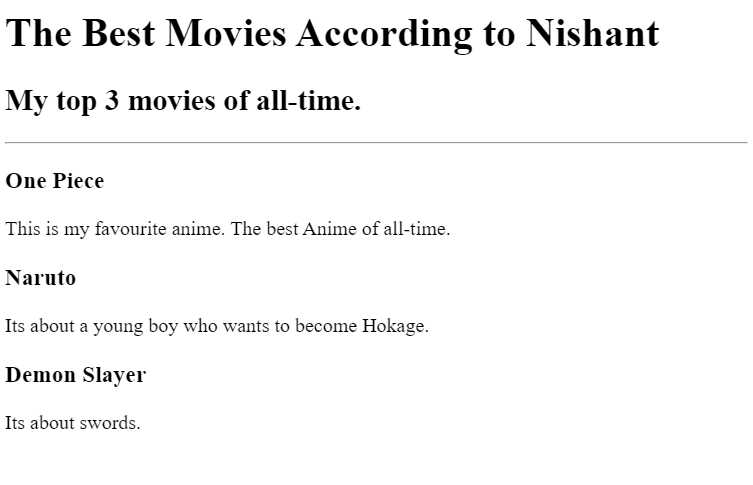 The Best Movies According to Nishant
My top 3 movies of all-time.
One Piece
This is my favourite anime. The best Anime of all-time.
Naruto
Its about a young boy who wants to become Hokage.
Demon Slayer
Its about swords.